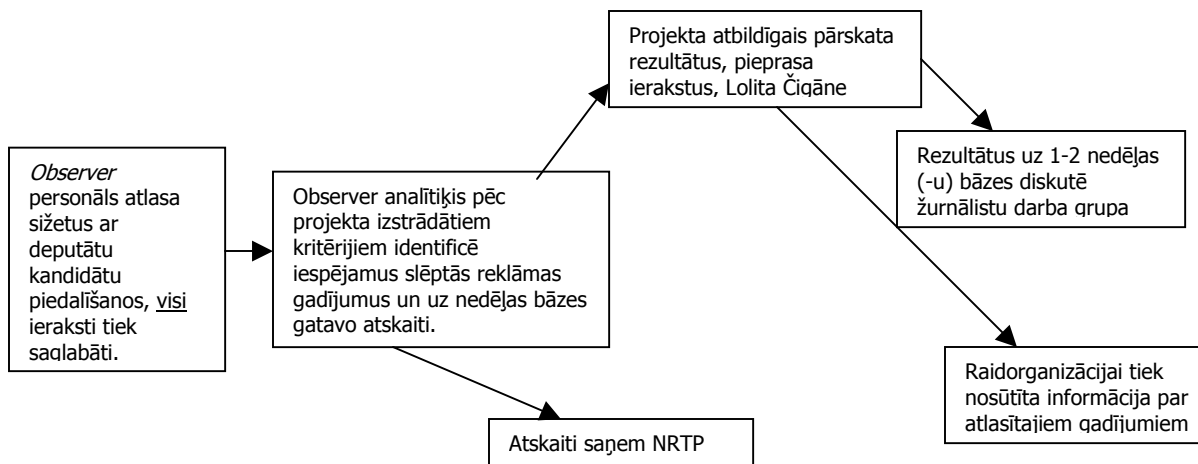 Observer
personāls atlasa
sižetus ar
deputātu
kandidātu
piedalīšanos, visi
ieraksti tiek
saglabāti.
Observer analītiķis pēc
projekta izstrādātiem
kritērijiem identificē
iespējamus slēptās reklāmas
gadījumus un uz nedēļas bāzes
gatavo atskaiti.
Projekta atbildīgais pārskata
rezultātus, pieprasa
ierakstus, Lolita Čigāne
Rezultātus uz 1-2 nedēļas
(-u) bāzes diskutē
žurnālistu darba grupa
Raidorganizācijai tiek
nosūtīta informācija par
atlasītajiem gadījumiem
Atskaiti saņem NRTP